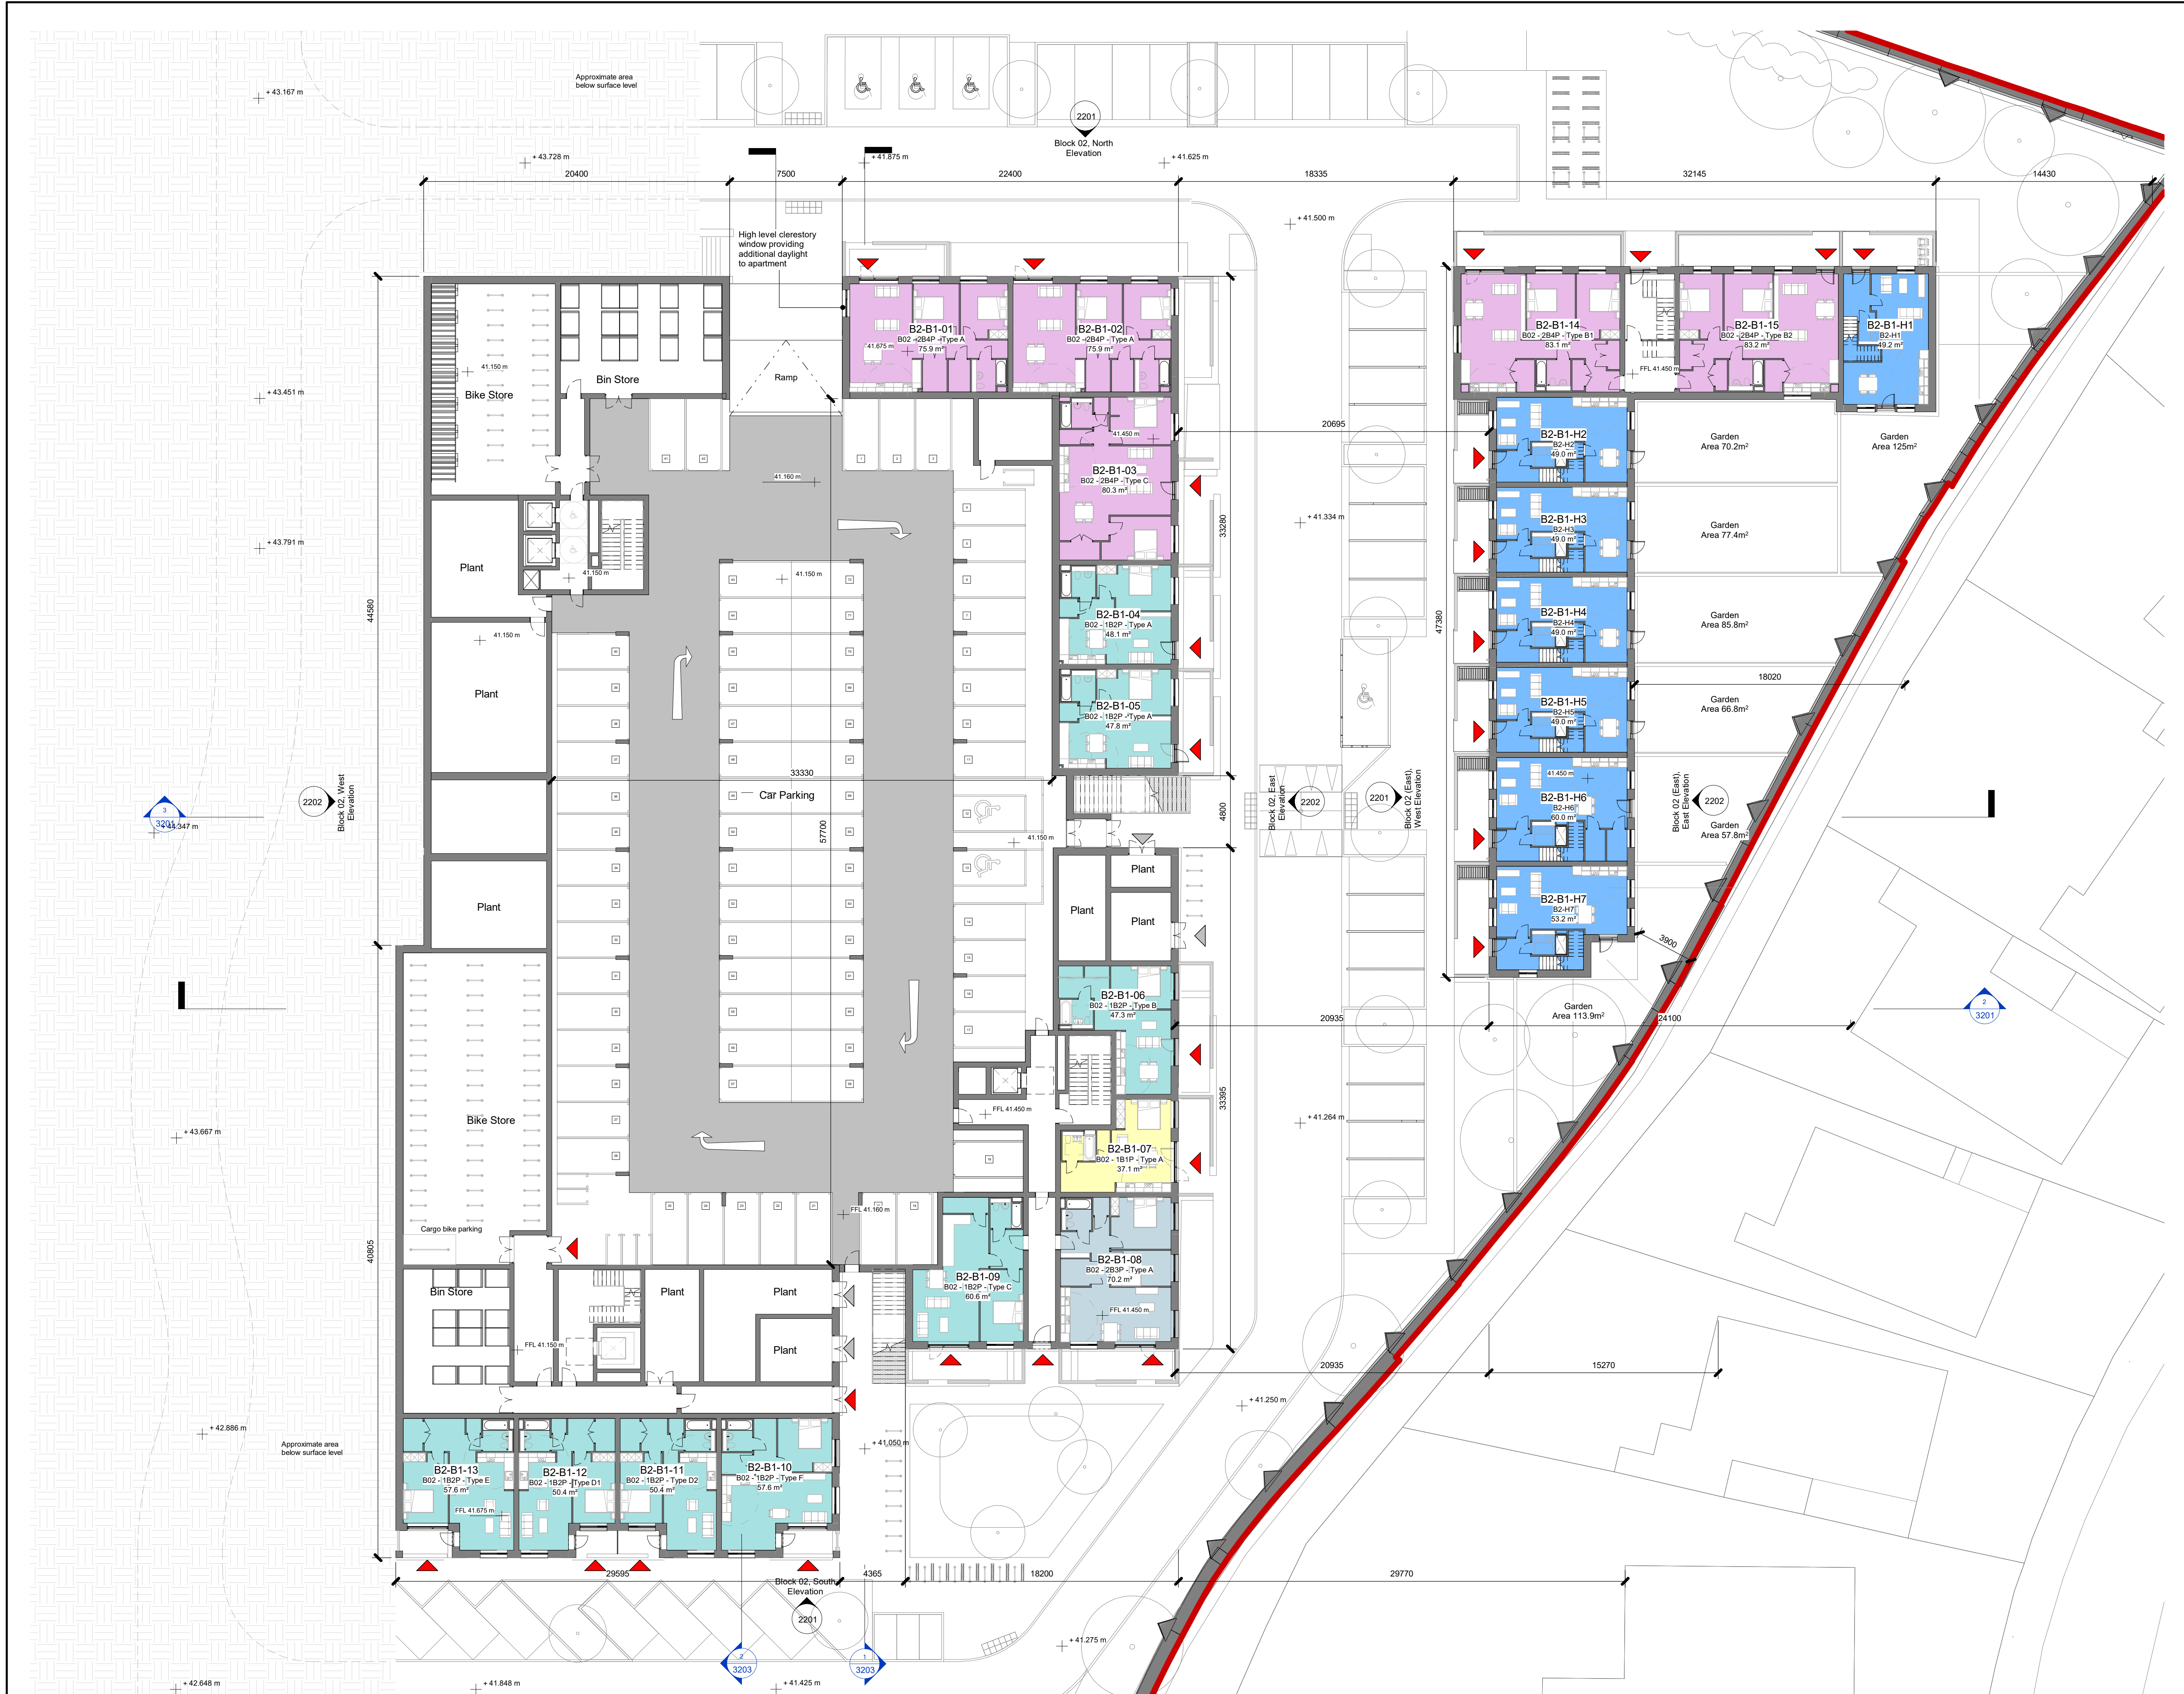 Approximate area
below surface level
+ 43.167 m
2201
Block 02, North
Elevation
+ 43.728 m
+ 41.875 m
+ 41.625 m
20400
7500
22400
18335
32145
14430
+ 41.500 m
High level clerestory
window providing
additional daylight
to apartment
B2-B1-01
B02 - 2B4P - Type A
75.9 m²
41.675 m
B2-B1-02
B02 - 2B4P - Type A
75.9 m²
B2-B1-14
B02 - 2B4P - Type B1
83.1 m²
B2-B1-15
B02 - 2B4P - Type B2
83.2 m²
B2-B1-H1
B2-H1
49.2 m²
FFL 41.450 m
41.150 m
Bike Store
Bin Store
Ramp
+ 43.451 m
20695
41.450 m
B2-B1-H2
B2-H2
49.0 m²
Garden
Area 70.2m²
Garden
Area 125m²
B2-B1-03
B02 - 2B4P - Type C
80.3 m²
41.160 m
33280
+ 41.334 m
B2-B1-H3
B2-H3
49.0 m²
Garden
Area 77.4m²
+ 43.791 m
Plant
41.150 m
41.150 m
44580
B2-B1-04
B02 - 1B2P - Type A
48.1 m²
47380
B2-B1-H4
B2-H4
49.0 m²
Garden
Area 85.8m²
41.150 m
Plant
18020
B2-B1-05
B02 - 1B2P - Type A
47.8 m²
B2-B1-H5
B2-H5
49.0 m²
Garden
Area 66.8m²
33330
Car Parking
57700
41.450 m
B2-B1-H6
B2-H6
60.0 m²
3
3201
+ 44.347 m
2202
Block 02, West
Elevation
4800
Block 02, East
Elevation
2202
2201
Block 02 (East),
West Elevation
Block 02 (East),
East Elevation
2202
Garden
Area 57.8m²
41.150 m
Plant
Plant
Plant
Plant
B2-B1-H7
B2-H7
53.2 m²
3900
B2-B1-06
B02 - 1B2P - Type B
47.3 m²
20935
Garden
Area 113.9m²
24100
2
3201
FFL 41.450 m
33395
+ 41.264 m
Bike Store
+ 43.667 m
B2-B1-07
B02 - 1B1P - Type A
37.1 m²
Cargo bike parking
FFL 41.160 m
40805
B2-B1-08
B02 - 2B3P - Type A
70.2 m²
FFL 41.450 m
B2-B1-09
B02 - 1B2P - Type C
60.6 m²
Bin Store
Plant
Plant
Plant
FFL 41.150 m
20935
15270
+ 41.250 m
+ 42.886 m
Approximate area
below surface level
+ 41.050 m
B2-B1-13
B02 - 1B2P - Type E
57.6 m²
FFL 41.675 m
B2-B1-12
B02 - 1B2P - Type D1
50.4 m²
B2-B1-11
B02 - 1B2P - Type D2
50.4 m²
B2-B1-10
B02 - 1B2P - Type F
57.6 m²
29595
4365
18200
29770
Block 02, South
Elevation
2201
+ 41.275 m
2
3203
1
3203
+ 42.648 m
+ 41.848 m
+ 41.425 m